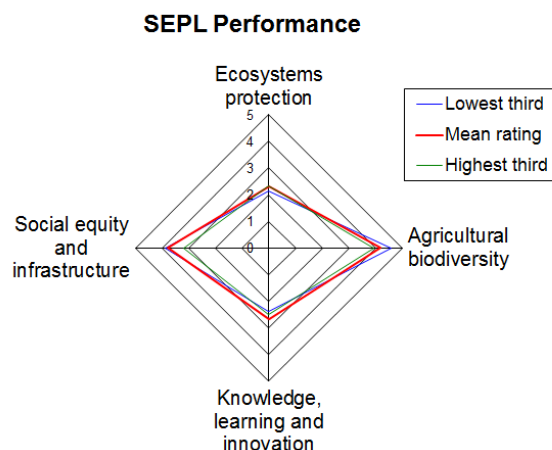 SEPL Performance
Ecosystems
protection
5
4
3
2
1
0
Lowest third
Mean rating
Highest third
Social equity
and
infrastructure
Agricultural
biodiversity
Knowledge,
learning and
innovation